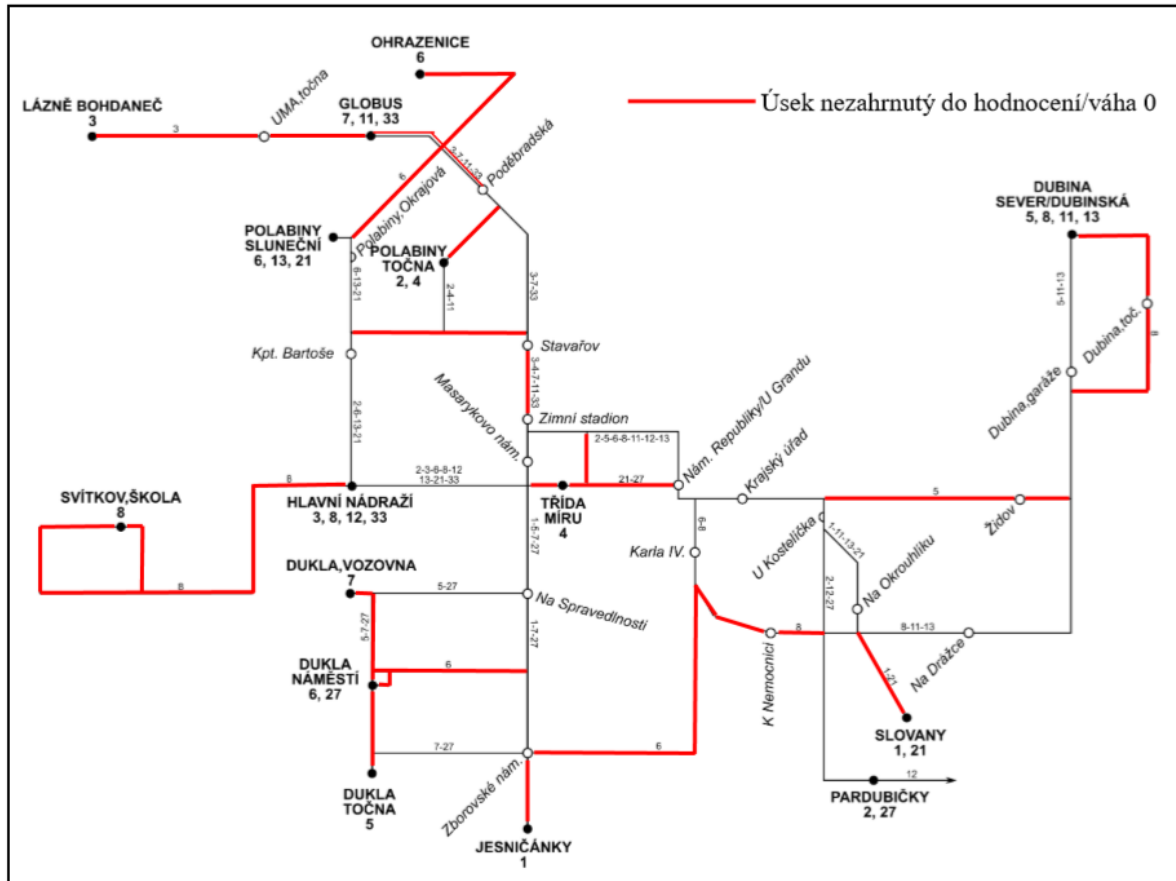 OHRAZENICE
6
LÁZNĚ BOHDANEČ
3
3
UMA,točna
GLOBUS
7, 11, 33
Úsek nezahrnutý do hodnocení/váha 0
3-7-11-33
Poděbradská
6
Polabiny,Okrajová
POLABINY
SLUNEČNÍ
6, 13, 21
POLABINY
TOČNA
2, 4
DUBINA
SEVER/DUBINSKÁ
5, 8, 11, 13
6-13-21
2-4-11
3-7-33
5-11-13
Dubina,toč.
8
Kpt. Bartoše
Stavařov
3-4-7-11-33
Dubina,garáže
2-6-13-21
Masarykovo nám.
Zimní stadion
2-5-6-8-11-12-13
Nám. Republiky/U Grandu
2-3-6-8-12
13-21-33
HLAVNÍ NÁDRAŽÍ
3, 8, 12, 33
8
SVÍTKOV,ŠKOLA
8
8
TŘÍDA
MÍRU
4
21-27
Krajský úřad
5
Židov
U Kostelíčka
1-11-13-21
1-5-7-27
6-8
Karla IV.
2-12-27
Na Okrouhlíku
DUKLA,VOZOVNA
7
5-27
Na Spravedlnosti
5-7-27
1-7-27
K Nemocnici
8
8-11-13
Na Drážce
DUKLA
NÁMĚSTÍ
6, 27
6
1-21
SLOVANY
1, 21
7-27
Zborovské nám.
6
DUKLA
TOČNA
5
12
PARDUBIČKY
2, 27
JESNIČÁNKY
1